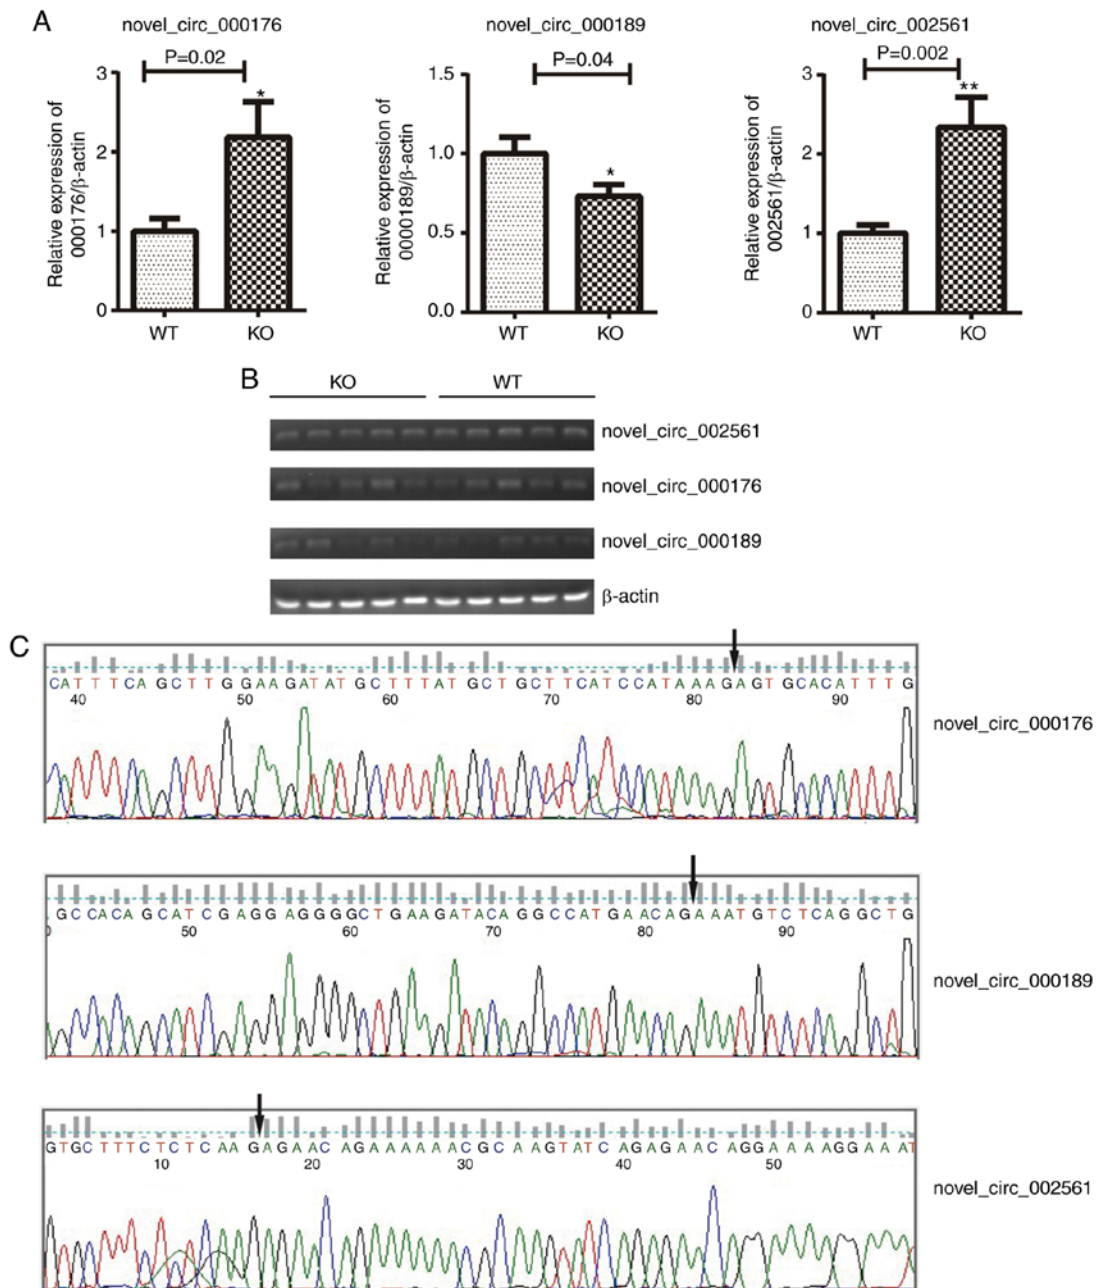 A
novel_circ_000176
novel_circ_000189
novel_circ_002561
P=0.02
P=0.04
P=0.002
*
*
**
Relative expression of
000176/β-actin
3
2
1
0
WT KO
Relative expression of
0000189/β-actin
1.5
1.0
0.5
0.0
WT KO
Relative expression of
002561/β-actin
3
2
1
0
WT KO
B
KO WT
novel_circ_002561
novel_circ_000176
novel_circ_000189
β-actin
C
CATTTCAGCTTGGAAGATATGCTTTATGCTGCTTCATCCATAAAGAGTGCACATTTG
40 50 60 70 80 90
novel_circ_000176
GCCACAGCATCGAGGAGGGGCTGAAGATACAGGCCATGAACAGAAATGTCTCAGGCTG
50 60 70 80 90
novel_circ_000189
GTGCTTTCTCTCAAGAGAACAGAAAAAAACGCAAGTATCAGAGAACAGGAAAAGGAAAT
10 20 30 40 50
novel_circ_002561